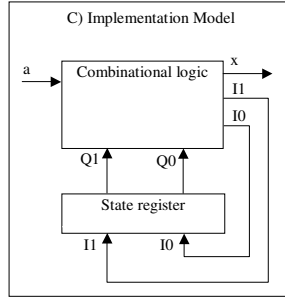 C) Implementation Model
a
Combinational logic
x
I1
I0
Q1
Q0
State register
I1
I0